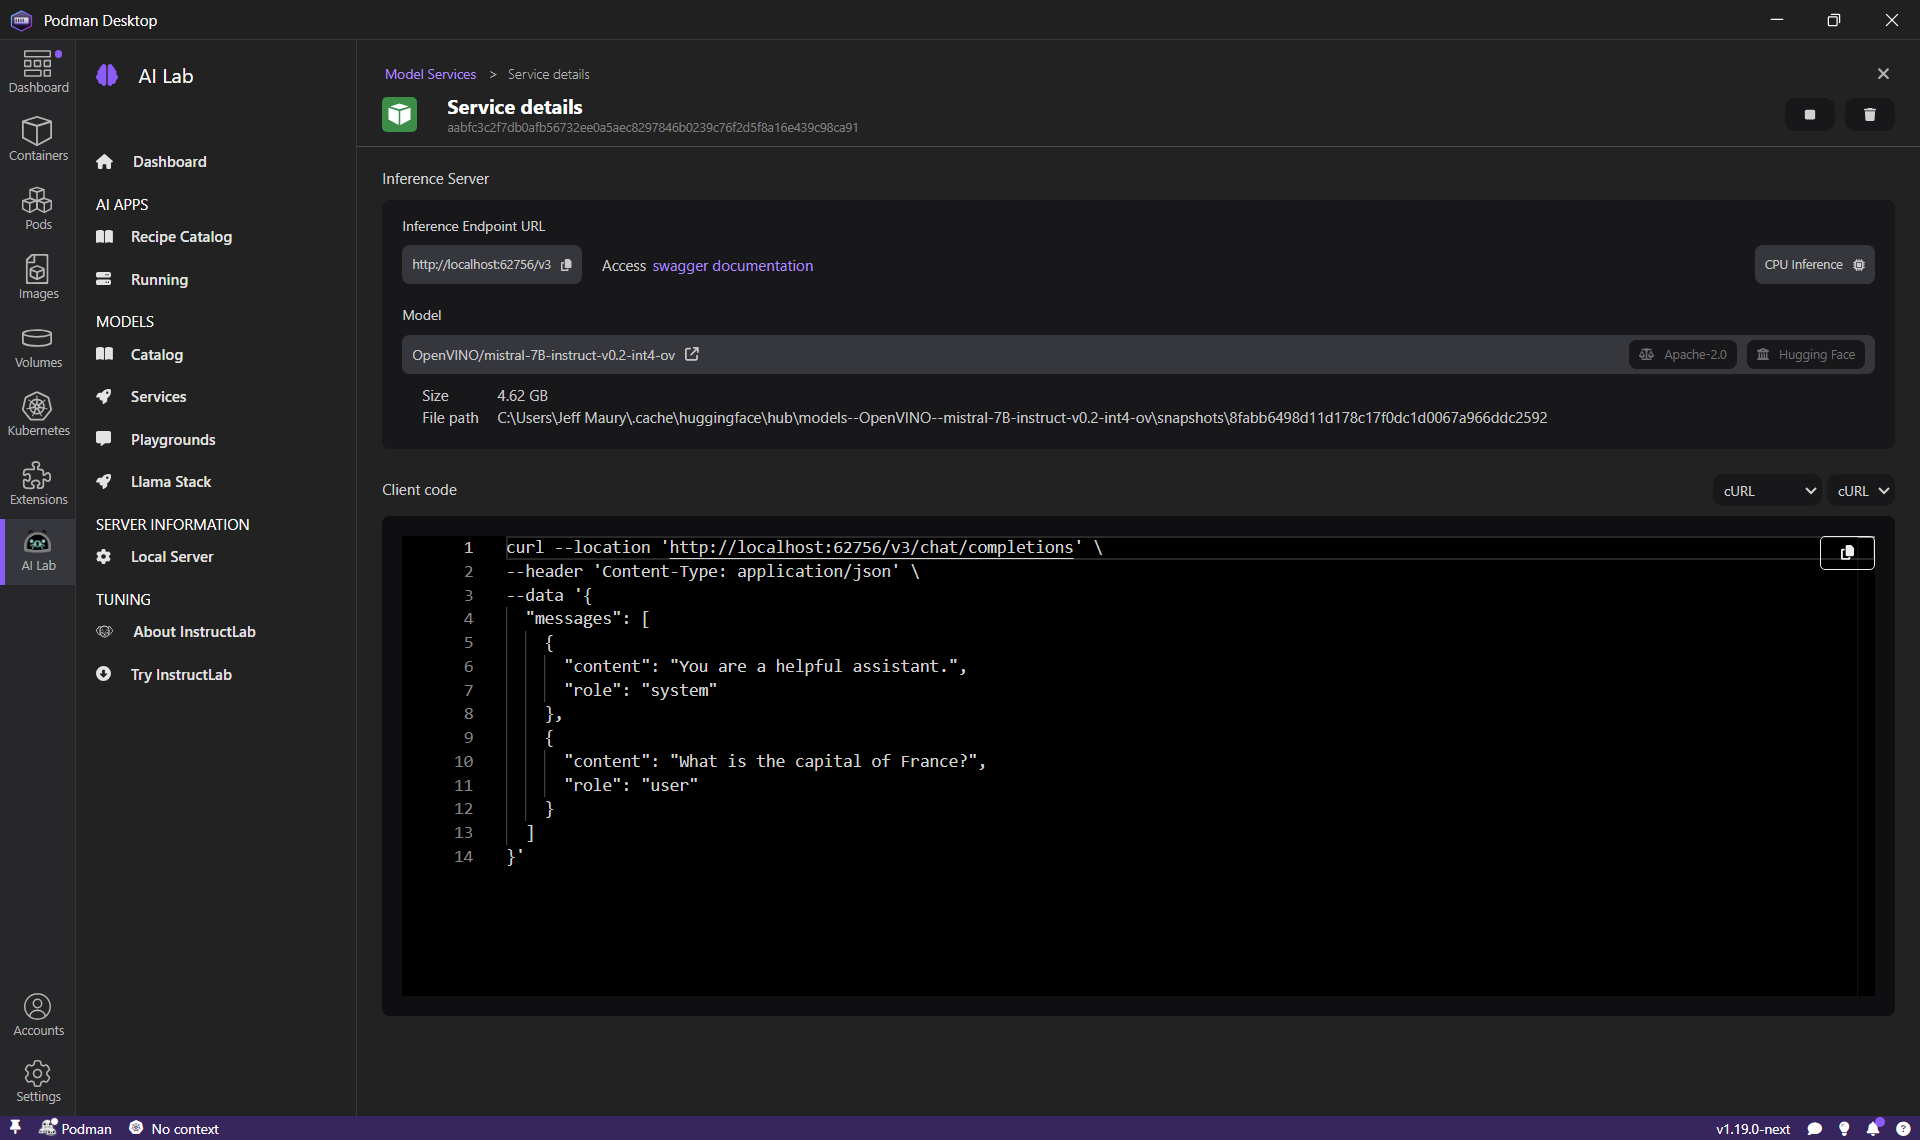 Podman Desktop
Dashboard
Containers
Pods
Images
Volumes
Kubernetes
Extensions
AI Lab
Accounts
Settings
AI Lab
Dashboard
AI APPS
Recipe Catalog
Running
MODELS
Catalog
Services
Playgrounds
Llama Stack
SERVER INFORMATION
Local Server
TUNING
About InstructLab
Try InstructLab
Model Services > Service details
Service details
aabfc3c2f7db0afb56732ee0a5aec8297846b0239c76f2d5f8a16e439c98ca91
Inference Server
Inference Endpoint URL
http://localhost:62756/v3 Access swagger documentation CPU Inference
Model
OpenVINO/mistral-7B-instruct-v0.2-int4-ov Apache-2.0 Hugging Face
Size 4.62 GB
File path C:\Users\Jeff Maury\.cache\huggingface\hub\models--OpenVINO--mistral-7B-instruct-v0.2-int4-ov\snapshots\8fabb6498d11d178c17f0dc1d0067a966ddc2592
Client code cURL cURL
1 curl --location 'http://localhost:62756/v3/chat/completions' \
2 --header 'Content-Type: application/json' \
3 --data '{
4 "messages": [
5 {
6 "content": "You are a helpful assistant.",
7 "role": "system"
8 },
9 {
10 "content": "What is the capital of France?",
11 "role": "user"
12 }
13 ]
14 }'
Podman No context v1.19.0-next